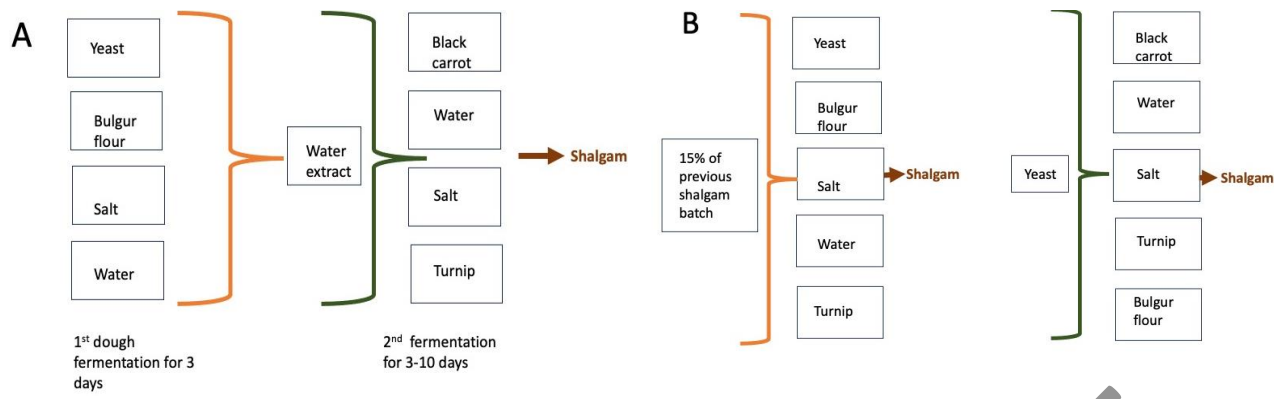 A
Yeast
Bulgur
flour
Salt
Water
1st dough
fermentation for 3
days
Water
extract
Black
carrot
Water
Salt
Turnip
2nd fermentation
for 3-10 days
Shalgam
B
15% of
previous
shalgam
batch
Yeast
Bulgur
flour
Salt
Water
Turnip
Shalgam
Yeast
Black
carrot
Water
Salt
Turnip
Bulgur
flour
Shalgam